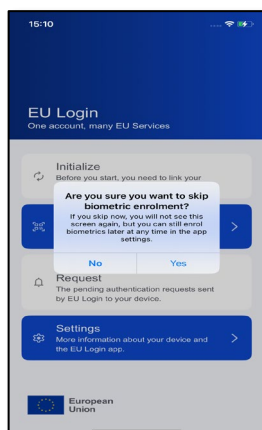 15:10
EU Login
One account, many EU Services
Initialize
Before you start, you need to link your
Are you sure you want to skip
biometric enrolment?
If you skip now, you will not see this
screen again, but you can still enrol
biometrics later at any time in the app
settings.
No Yes
Request
The pending authentication requests sent
by EU Login to your device.
Settings
More information about your device and
the EU Login app.
European
Union